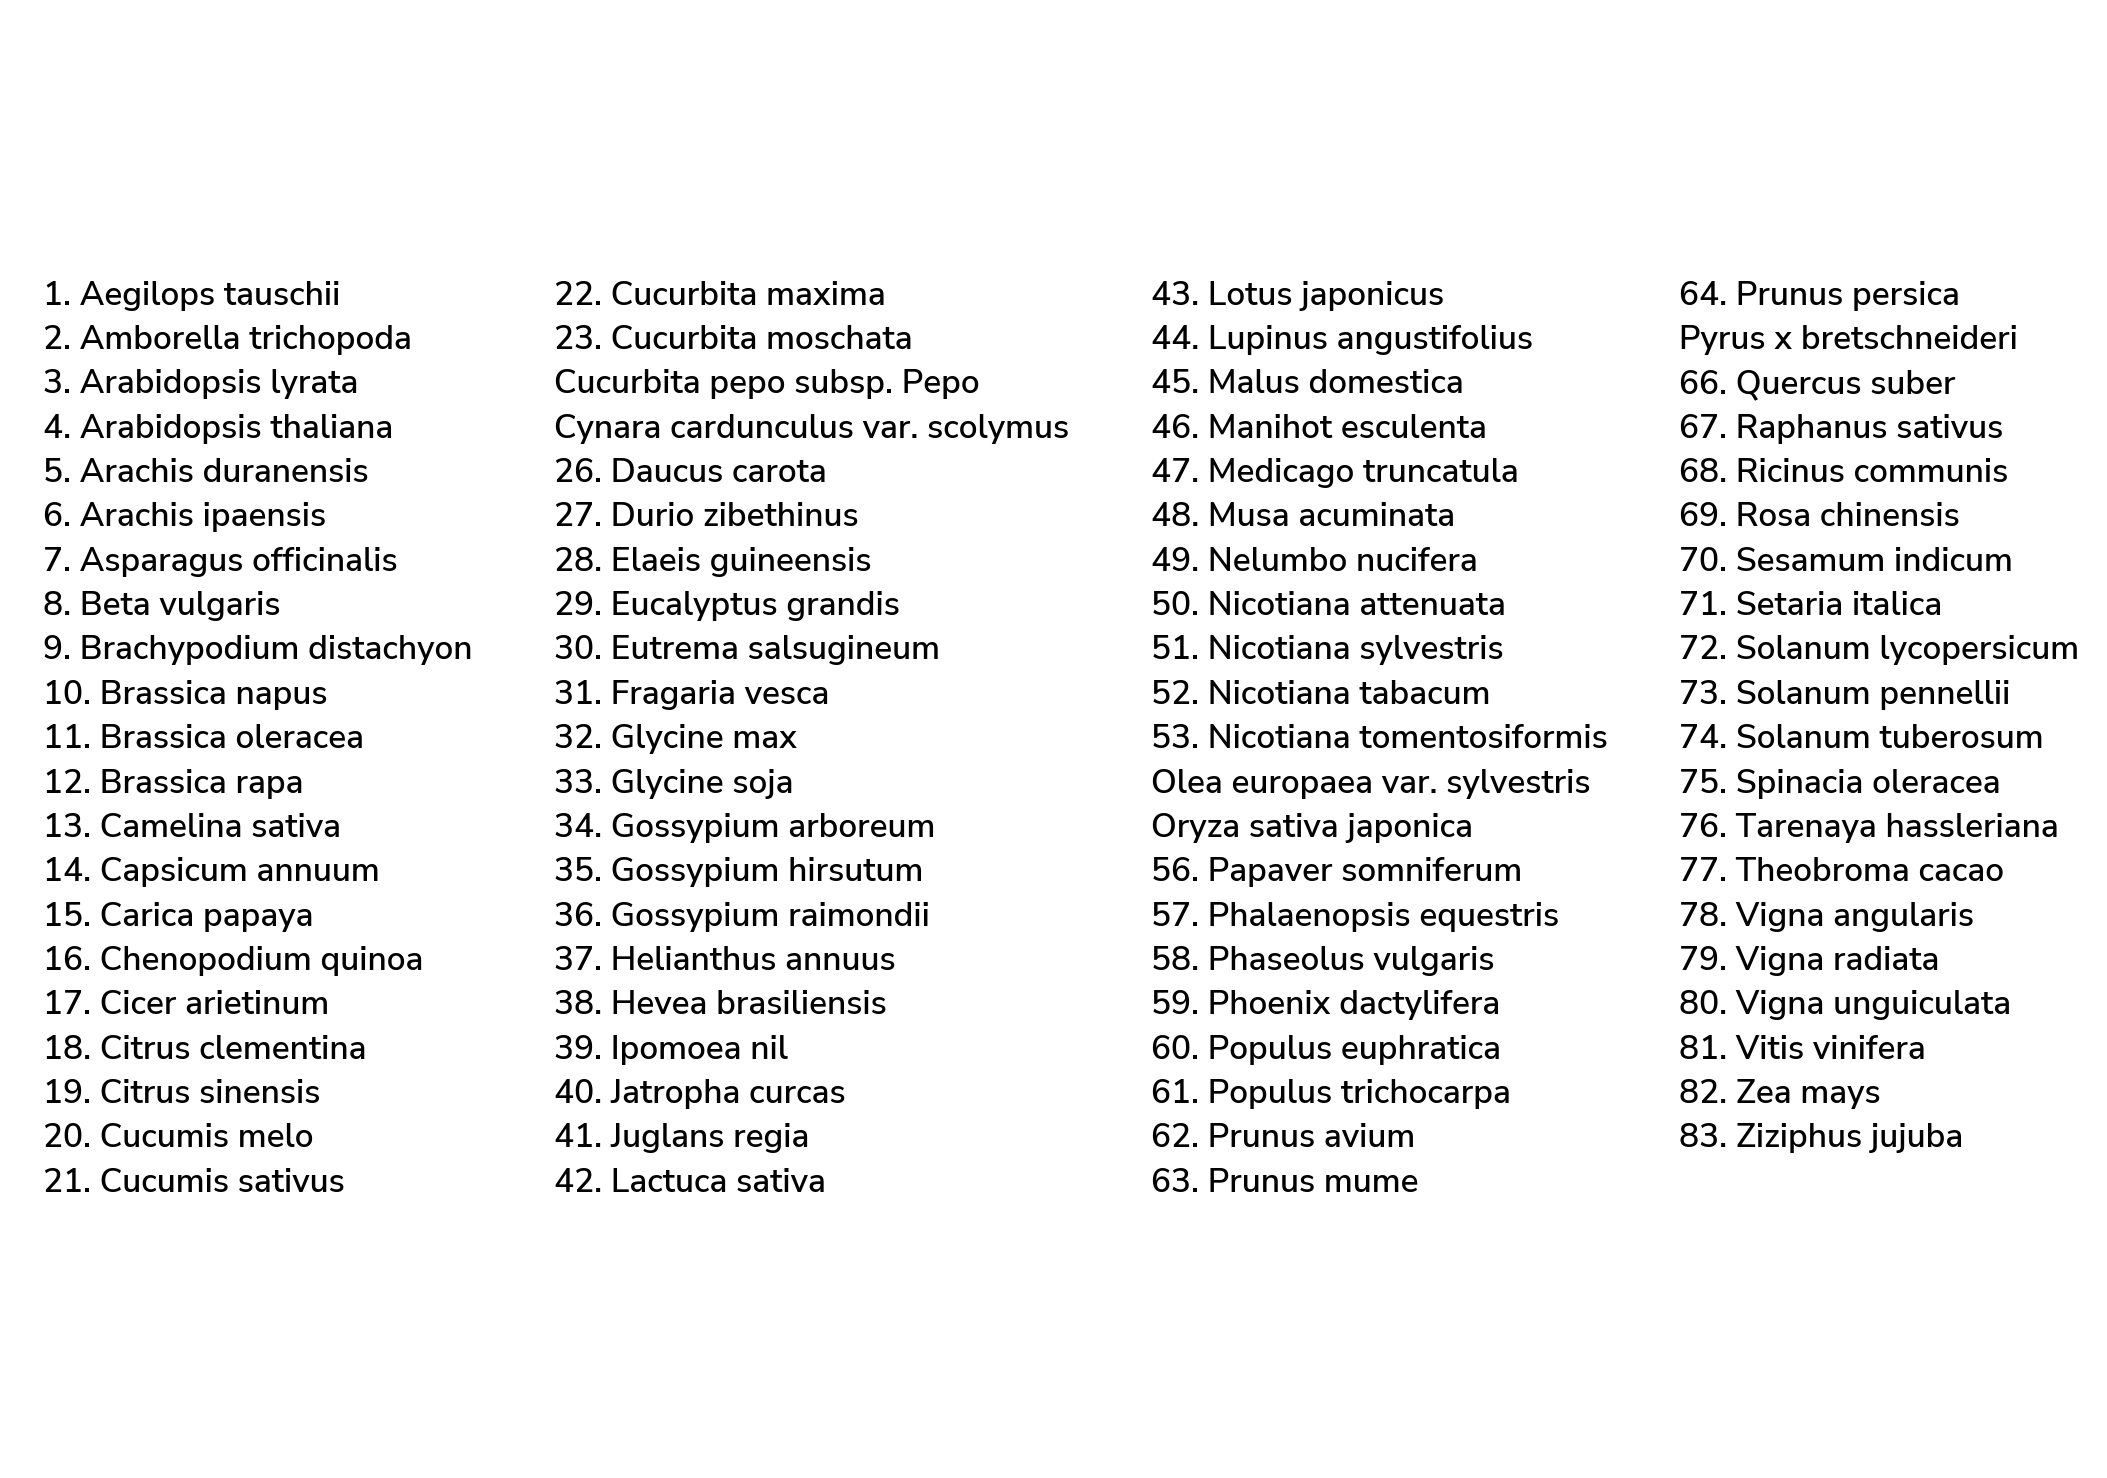 1. Aegilops tauschii
2. Amborella trichopoda
3. Arabidopsis lyrata
4. Arabidopsis thaliana
5. Arachis duranensis
6. Arachis ipaensis
7. Asparagus officinalis
8. Beta vulgaris
9. Brachypodium distachyon
10. Brassica napus
11. Brassica oleracea
12. Brassica rapa
13. Camelina sativa
14. Capsicum annuum
15. Carica papaya
16. Chenopodium quinoa
17. Cicer arietinum
18. Citrus clementina
19. Citrus sinensis
20. Cucumis melo
21. Cucumis sativus
22. Cucurbita maxima
23. Cucurbita moschata
Cucurbita pepo subsp. Pepo
Cynara cardunculus var. scolymus
26. Daucus carota
27. Durio zibethinus
28. Elaeis guineensis
29. Eucalyptus grandis
30. Eutrema salsugineum
31. Fragaria vesca
32. Glycine max
33. Glycine soja
34. Gossypium arboreum
35. Gossypium hirsutum
36. Gossypium raimondii
37. Helianthus annuus
38. Hevea brasiliensis
39. Ipomoea nil
40. Jatropha curcas
41. Juglans regia
42. Lactuca sativa
43. Lotus japonicus
44. Lupinus angustifolius
45. Malus domestica
46. Manihot esculenta
47. Medicago truncatula
48. Musa acuminata
49. Nelumbo nucifera
50. Nicotiana attenuata
51. Nicotiana sylvestris
52. Nicotiana tabacum
53. Nicotiana tomentosiformis
Olea europaea var. sylvestris
Oryza sativa japonica
56. Papaver somniferum
57. Phalaenopsis equestris
58. Phaseolus vulgaris
59. Phoenix dactylifera
60. Populus euphratica
61. Populus trichocarpa
62. Prunus avium
63. Prunus mume
64. Prunus persica
Pyrus x bretschneideri
66. Quercus suber
67. Raphanus sativus
68. Ricinus communis
69. Rosa chinensis
70. Sesamum indicum
71. Setaria italica
72. Solanum lycopersicum
73. Solanum pennellii
74. Solanum tuberosum
75. Spinacia oleracea
76. Tarenaya hassleriana
77. Theobroma cacao
78. Vigna angularis
79. Vigna radiata
80. Vigna unguiculata
81. Vitis vinifera
82. Zea mays
83. Ziziphus jujuba